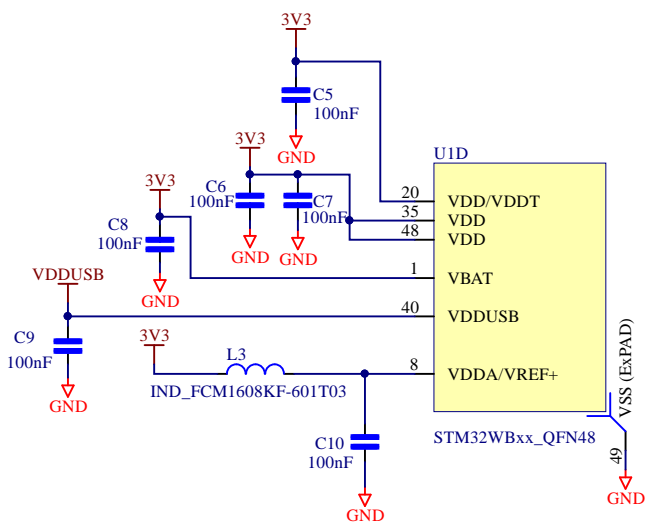 3V3
C5
100nF
GND
U1D
3V3
C6
100nF
C7
100nF
GND
GND
3V3
C8
100nF
GND
20
VDD/VDDT
35
VDD
48
VDD
1
VBAT
VDDUSB
40
VDDUSB
C9
100nF
GND
3V3
L3
IND_FCM1608KF-601T03
8
VDDA/VREF+
C10
100nF
GND
STM32WBxx_QFN48
VSS (ExPAD)
49
GND